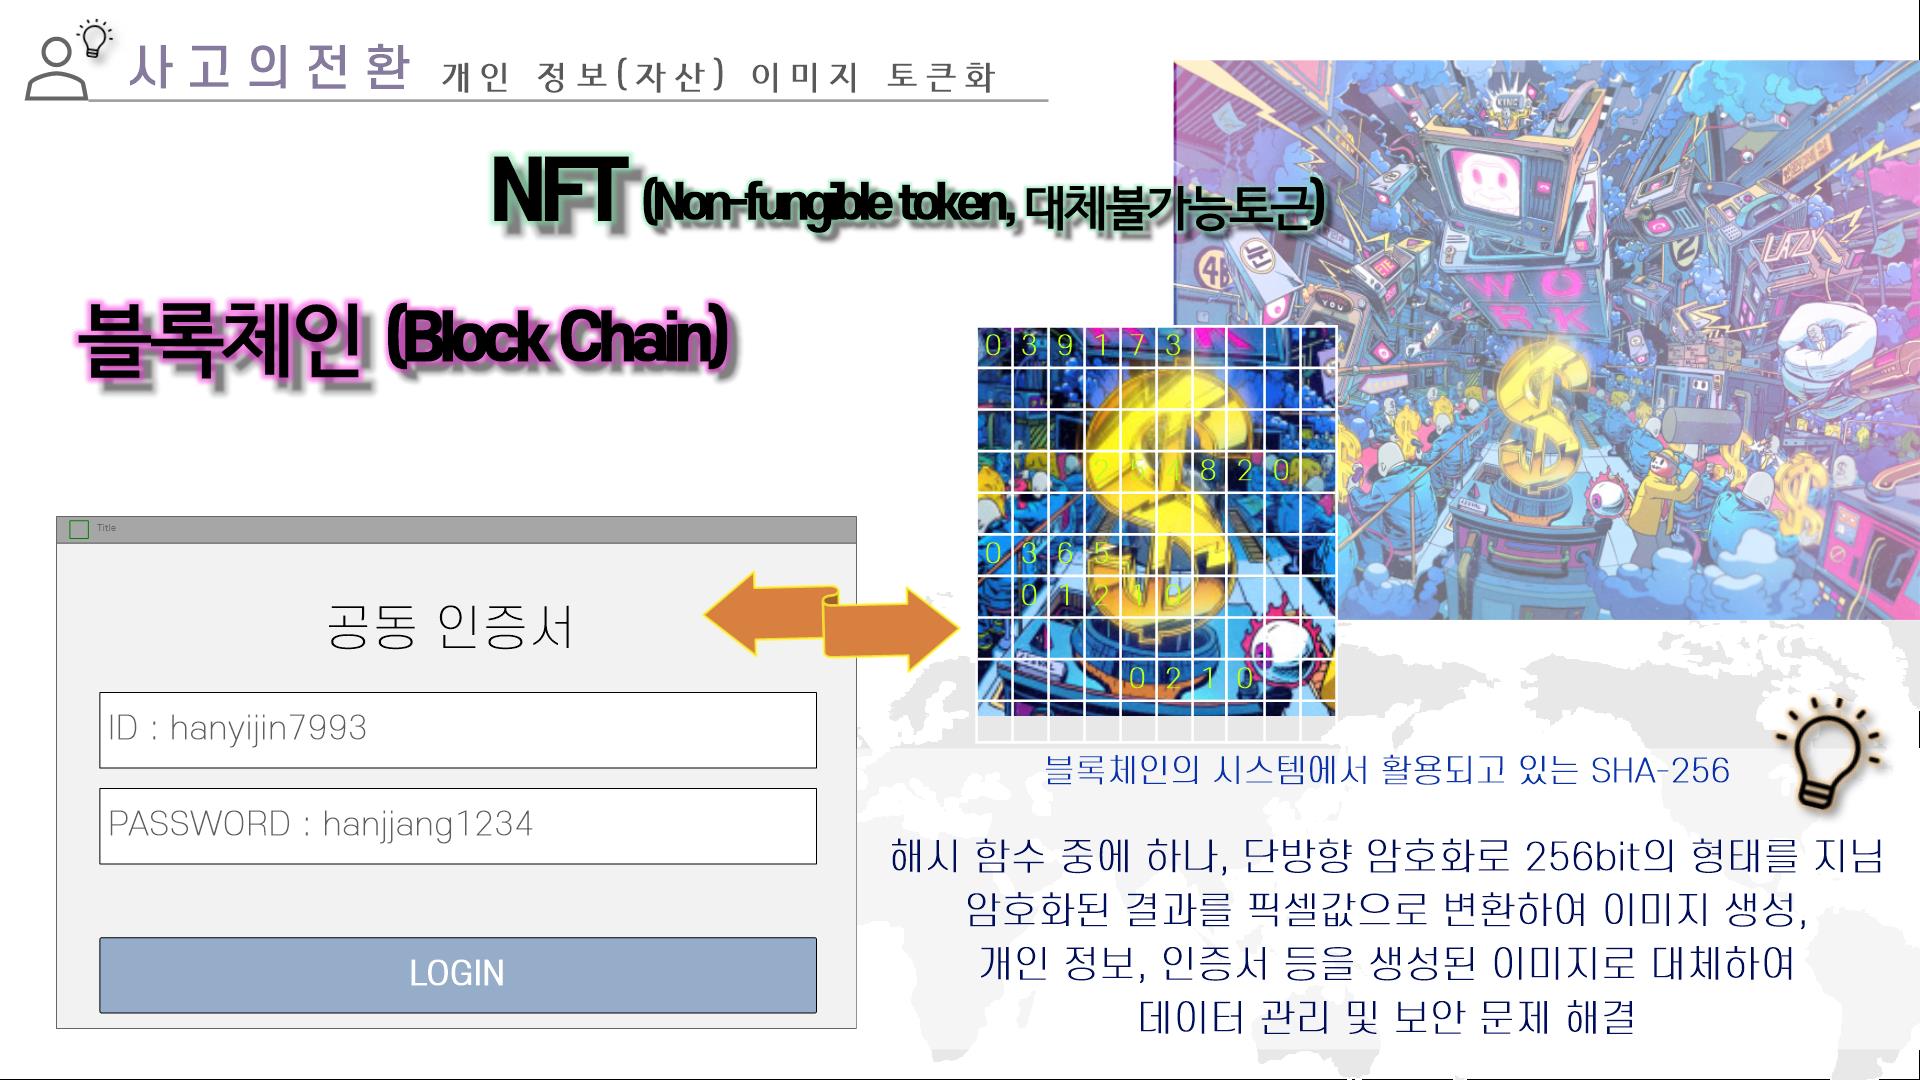 사고의전환 개인 정보(자산) 이미지 토큰화
NFT (Non-fungible token, 대체불가능토근)
블록체인 (Block Chain)
KING
4B
눈
YOU
2
LAZY
WORK
0 3 9 1 7 3
2 5 4 8 2 0
0 3 6 5
0 1 2
0 2 1 0
Title
공동 인증서
ID : hanyijin7993
PASSWORD : hanjjang1234
LOGIN
블록체인의 시스템에서 활용되고 있는 SHA-256
해시 함수 중에 하나, 단방향 암호화로 256bit의 형태를 지님
암호화된 결과를 픽셀값으로 변환하여 이미지 생성,
개인 정보, 인증서 등을 생성된 이미지로 대체하여
데이터 관리 및 보안 문제 해결